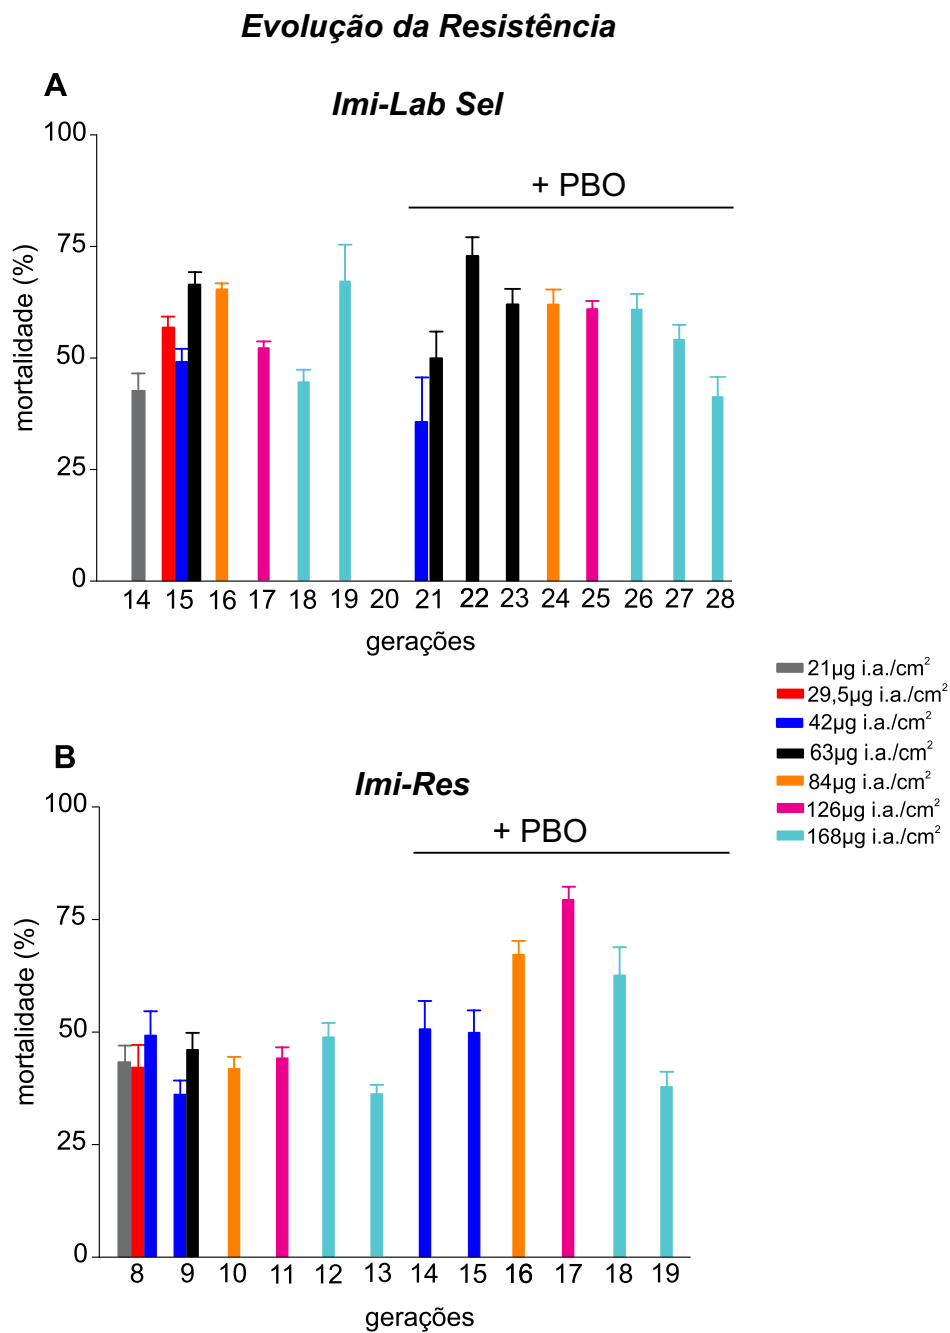 Evolução da Resistência
A
Imi-Lab Sel
+ PBO
mortalidade (%)
100
75
50
25
0
14 15 16 17 18 19 20 21 22 23 24 25 26 27 28
gerações
21µg i.a./cm²
29,5µg i.a./cm²
42µg i.a./cm²
63µg i.a./cm²
84µg i.a./cm²
126µg i.a./cm²
168µg i.a./cm²
B
Imi-Res
+ PBO
mortalidade (%)
100
75
50
25
0
8 9 10 11 12 13 14 15 16 17 18 19
gerações